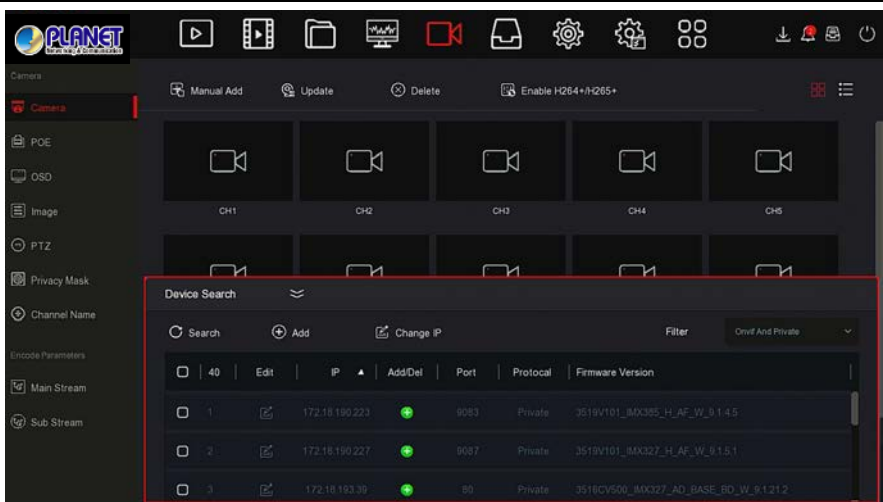 PLANET
Networking & Communication
Camera
Manual Add Update Delete Enable H264+/H265+
Camera
POE
OSD
Image
CH1 CH2 CH3 CH4 CH5
PTZ
Privacy Mask
Device Search
Channel Name
Search Add Change IP Filter Onvif And Private
Encode Parameters
40 Edit IP Add/Del Port Protocal Firmware Version
Main Stream
1 172.18.190.223 9083 Private 3519V101_IMX385_H_AF_W_9.1.4.5
Sub Stream
2 172.18.190.227 9087 Private 3519V101_IMX327_H_AF_W_9.1.5.1
3 172.18.193.39 80 Private 3516CV500_IMX327_AD_BASE_BD_W_9.1.21.2